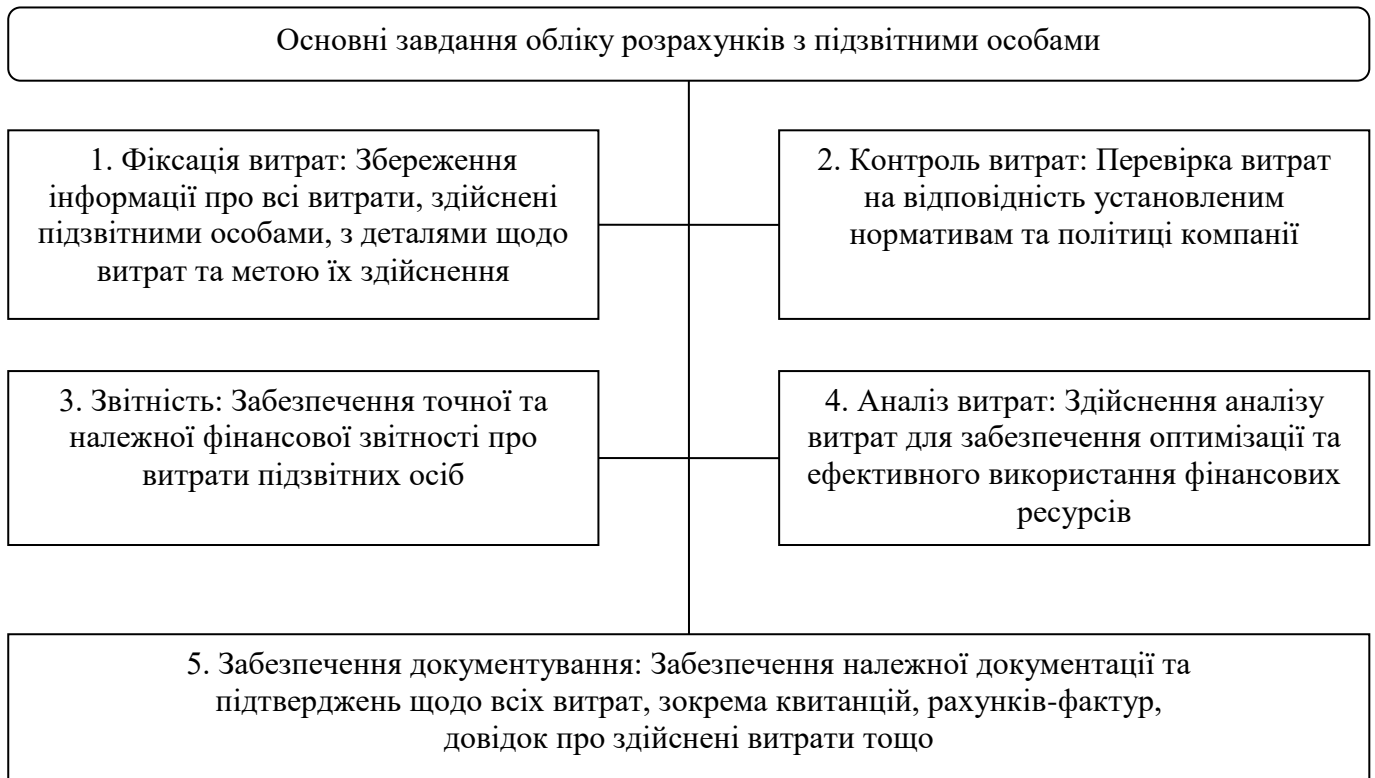 Основні завдання обліку розрахунків з підзвітними особами
1. Фіксація витрат: Збереження
інформації про всі витрати, здійснені
підзвітними особами, з деталями щодо
витрат та метою їх здійснення
2. Контроль витрат: Перевірка витрат
на відповідність установленим
нормативам та політиці компанії
3. Звітність: Забезпечення точної та
належної фінансової звітності про
витрати підзвітних осіб
4. Аналіз витрат: Здійснення аналізу
витрат для забезпечення оптимізації та
ефективного використання фінансових
ресурсів
5. Забезпечення документування: Забезпечення належної документації та
підтверджень щодо всіх витрат, зокрема квитанцій, рахунків-фактур,
довідок про здійснені витрати тощо